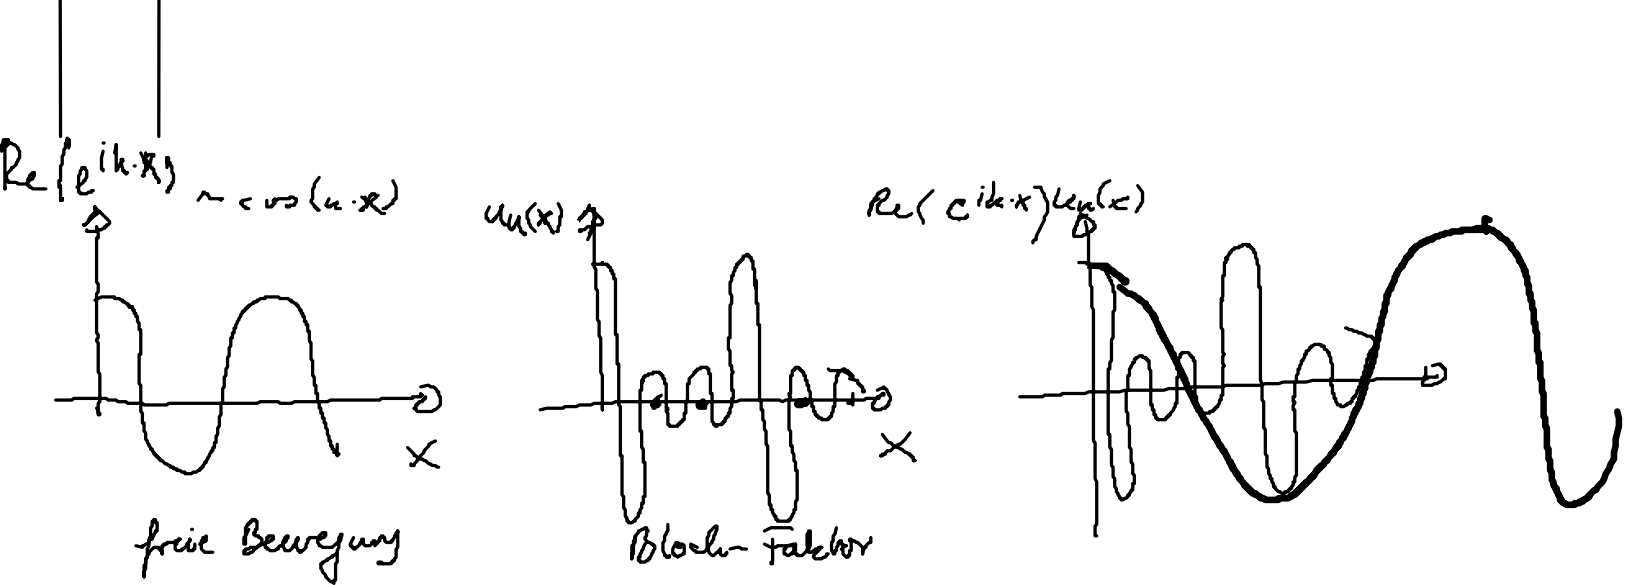 Re(e^{ik·x}) ~ cos(k·x)
u_k(x)
Re(e^{ik·x})u_k(x)
x
x
freie Bewegung
Bloch-Faktor